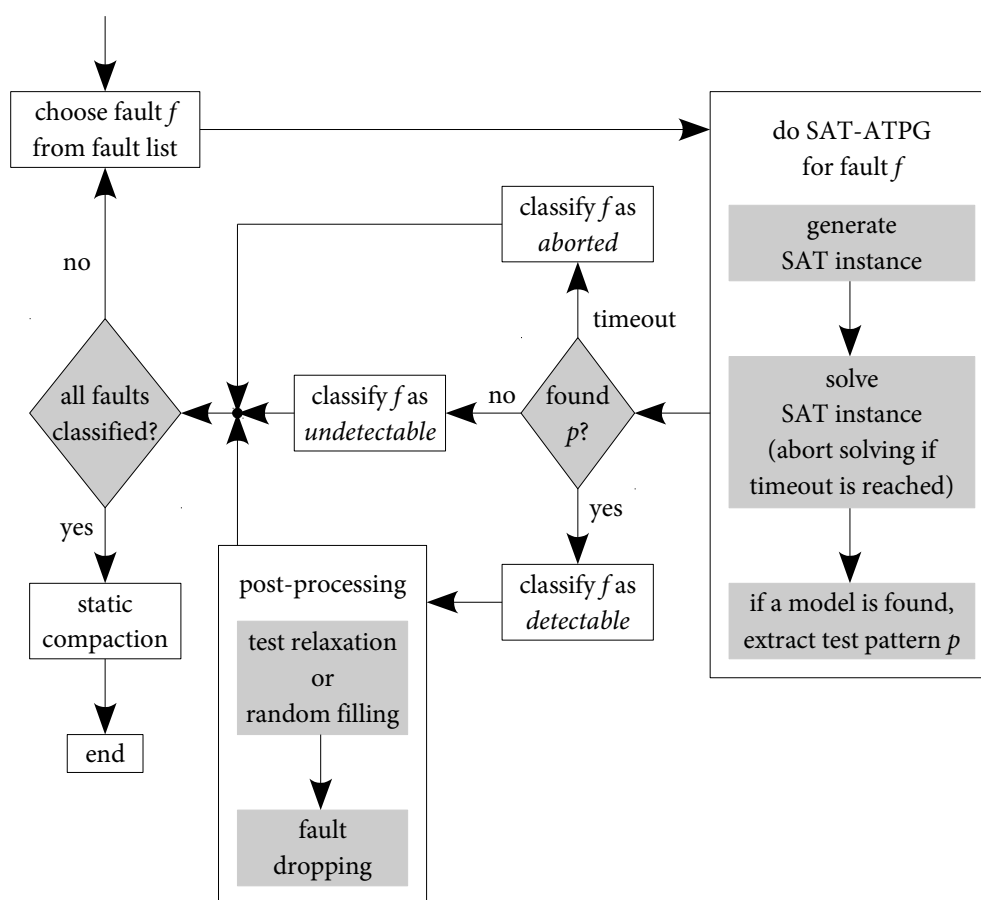 choose fault f
from fault list
do SAT-ATPG
for fault f
generate
SAT instance
solve
SAT instance
(abort solving if
timeout is reached)
if a model is found,
extract test pattern p
classify f as
aborted
timeout
found
p?
no
classify f as
undetectable
yes
classify f as
detectable
post-processing
test relaxation
or
random filling
fault
dropping
all faults
classified?
no
yes
static
compaction
end